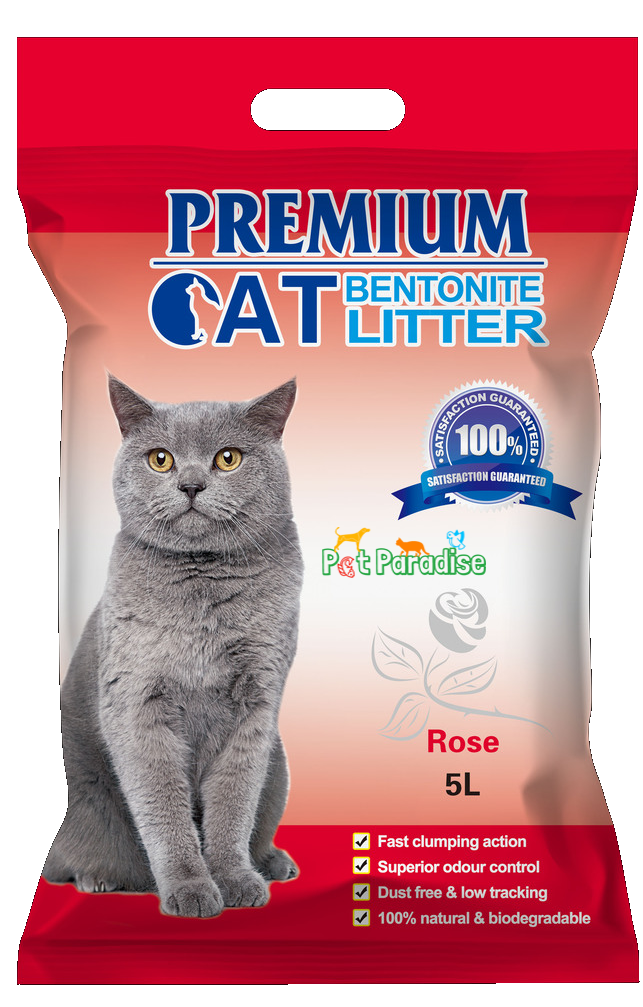 PREMIUM
CAT BENTONITE
LITTER
SATISFACTION GUARANTEED
100%
SATISFACTION GUARANTEED
Pet Paradise
Rose
5L
Fast clumping action
Superior odour control
Dust free & low tracking
100% natural & biodegradable